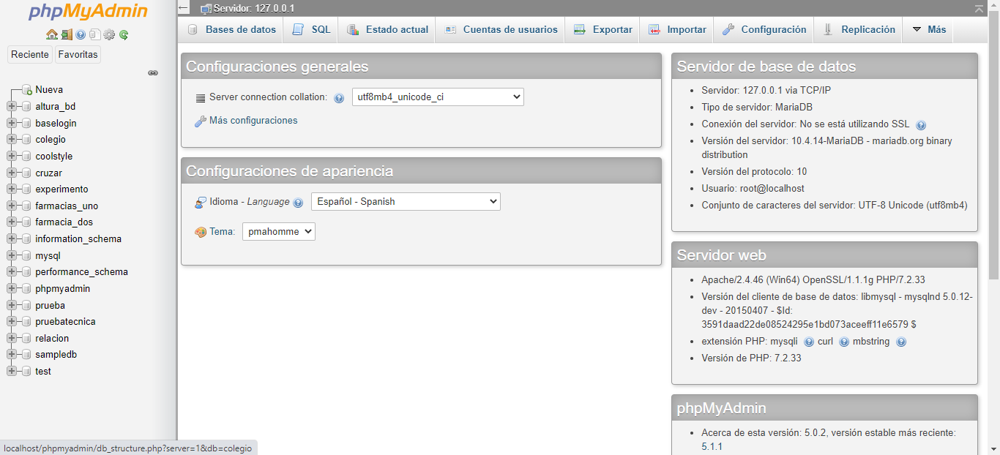 phpMyAdmin
Reciente Favoritas
Nueva
altura_bd
baselogin
colegio
coolstyle
cruzar
experimento
farmacias_uno
farmacia_dos
information_schema
mysql
performance_schema
phpmyadmin
prueba
pruebatecnica
relacion
sampledb
test
localhost/phpmyadmin/db_structure.php?server=1&db=colegio
Servidor: 127.0.0.1
Bases de datos SQL Estado actual Cuentas de usuarios Exportar Importar Configuración Replicación Más
Configuraciones generales
Server connection collation: utf8mb4_unicode_ci
Más configuraciones
Configuraciones de apariencia
Idioma - Language Español - Spanish
Tema: pmahomme
Servidor de base de datos
Servidor: 127.0.0.1 via TCP/IP
Tipo de servidor: MariaDB
Conexión del servidor: No se está utilizando SSL
Versión del servidor: 10.4.14-MariaDB - mariadb.org binary
distribution
Versión del protocolo: 10
Usuario: root@localhost
Conjunto de caracteres del servidor: UTF-8 Unicode (utf8mb4)
Servidor web
Apache/2.4.46 (Win64) OpenSSL/1.1.1g PHP/7.2.33
Versión del cliente de base de datos: libmysql - mysqlnd 5.0.12-
dev - 20150407 - $Id:
3591daad22de08524295e1bd073aceeff11e6579 $
extensión PHP: mysqli curl mbstring
Versión de PHP: 7.2.33
phpMyAdmin
Acerca de esta versión: 5.0.2, versión estable más reciente:
5.1.1